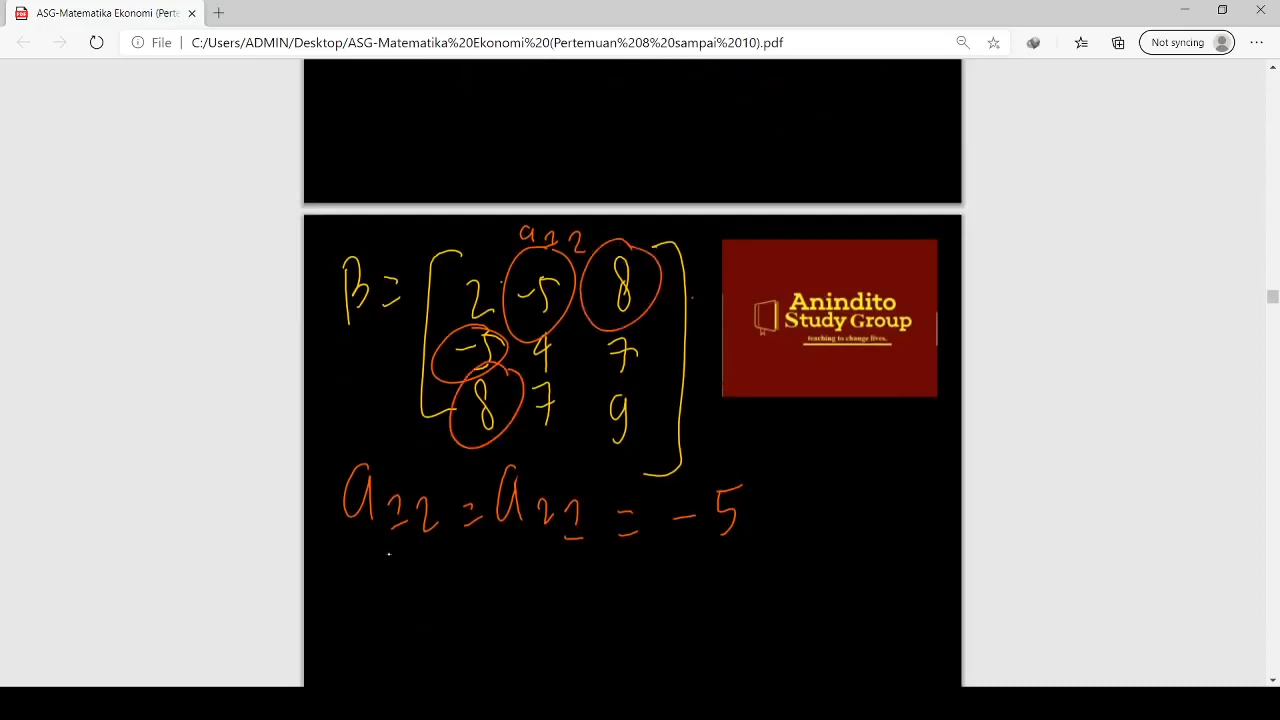 ASG-Matematika Ekonomi (Perte
File C:/Users/ADMIN/Desktop/ASG-Matematika%20Ekonomi%20(Pertemuan%208%20sampai%2010).pdf
Not syncing
a12
B = [ 2 -5 8
-5 4 7
8 7 9 ]
Anindito
Study Group
teaching to change lives.
a12 = a21 = -5